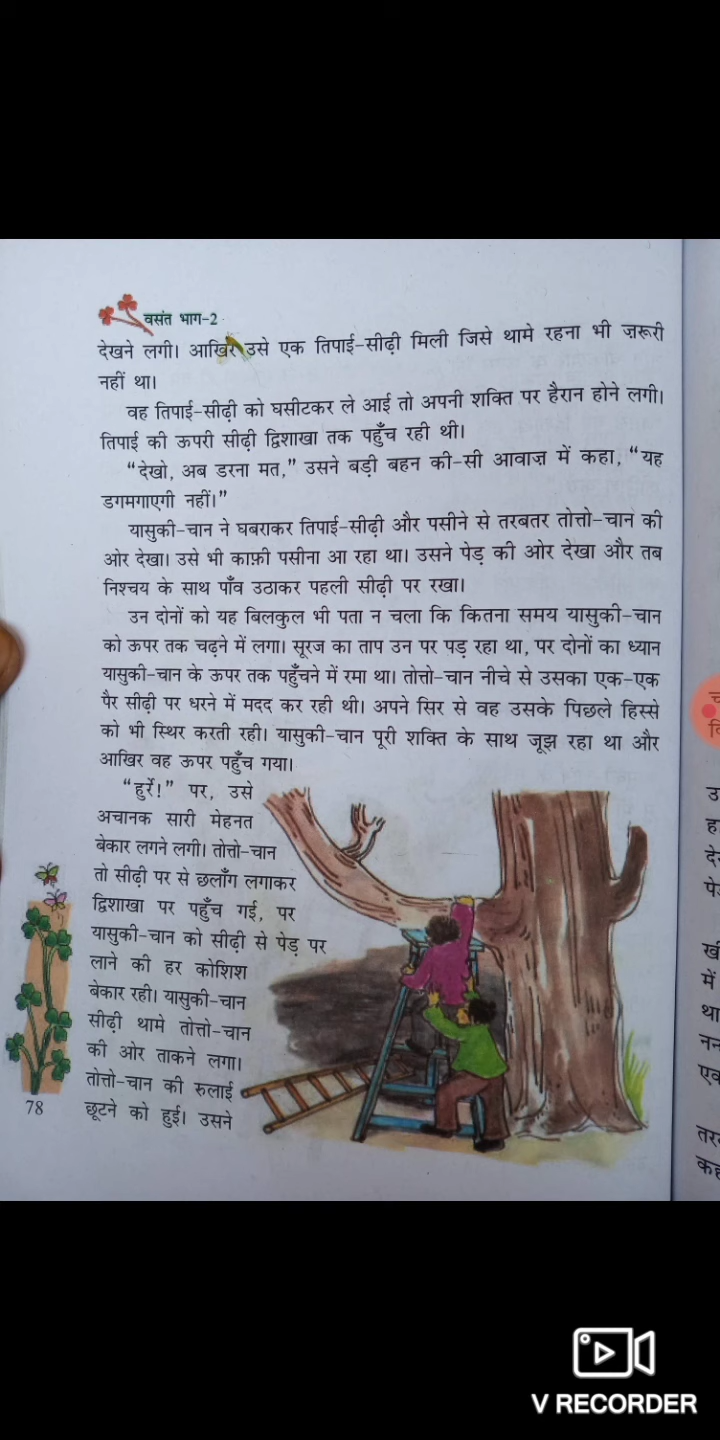 वसंत भाग-2
देखने लगी। आखिर उसे एक तिपाई-सीढ़ी मिली जिसे थामे रहना भी ज़रूरी
नहीं था।
वह तिपाई-सीढ़ी को घसीटकर ले आई तो अपनी शक्ति पर हैरान होने लगी।
तिपाई की ऊपरी सीढ़ी द्विशाखा तक पहुँच रही थी।
“देखो, अब डरना मत,” उसने बड़ी बहन की-सी आवाज़ में कहा, “यह
डगमगाएगी नहीं।”
यासुकी-चान ने घबराकर तिपाई-सीढ़ी और पसीने से तरबतर तोत्तो-चान की
ओर देखा। उसे भी काफ़ी पसीना आ रहा था। उसने पेड़ की ओर देखा और तब
निश्चय के साथ पाँव उठाकर पहली सीढ़ी पर रखा।
उन दोनों को यह बिलकुल भी पता न चला कि कितना समय यासुकी-चान
को ऊपर तक चढ़ने में लगा। सूरज का ताप उन पर पड़ रहा था, पर दोनों का ध्यान
यासुकी-चान के ऊपर तक पहुँचने में रमा था। तोत्तो-चान नीचे से उसका एक-एक
पैर सीढ़ी पर धरने में मदद कर रही थी। अपने सिर से वह उसके पिछले हिस्से
को भी स्थिर करती रही। यासुकी-चान पूरी शक्ति के साथ जूझ रहा था और
आखिर वह ऊपर पहुँच गया।
“हुर्रे!” पर, उसे
अचानक सारी मेहनत
बेकार लगने लगी। तोत्तो-चान
तो सीढ़ी पर से छलाँग लगाकर
द्विशाखा पर पहुँच गई, पर
यासुकी-चान को सीढ़ी से पेड़ पर
लाने की हर कोशिश
बेकार रही। यासुकी-चान
सीढ़ी थामे तोत्तो-चान
की ओर ताकने लगा।
तोत्तो-चान की रुलाई
छूटने को हुई। उसने
78
V RECORDER